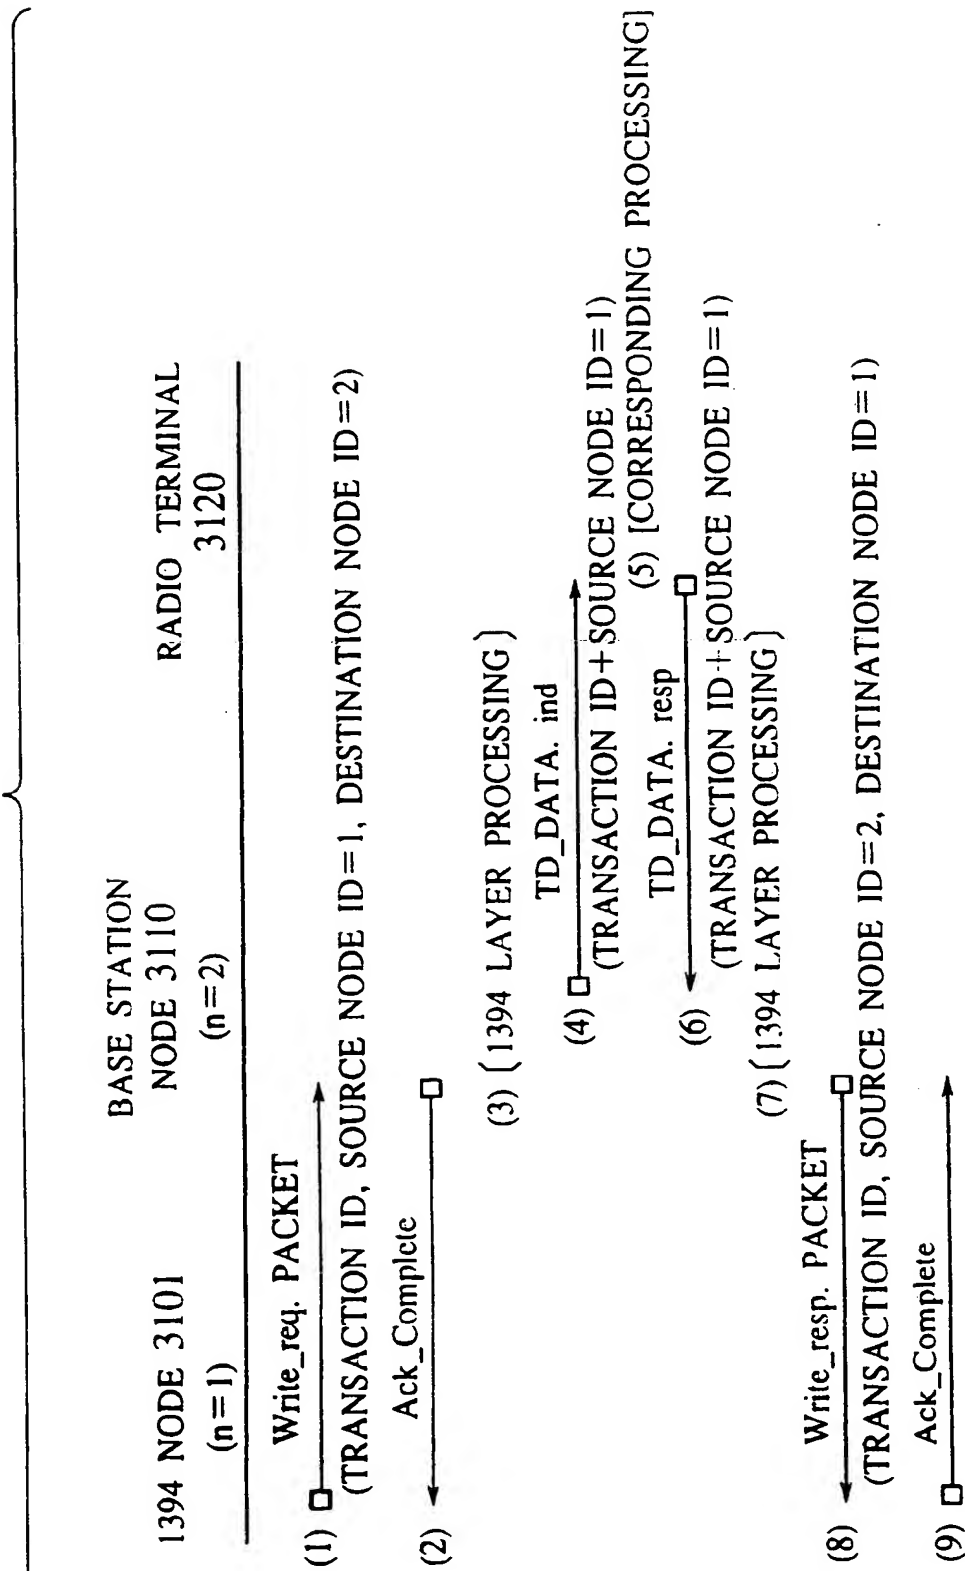 1394 NODE 3101
(n=1)
BASE STATION
NODE 3110
(n=2)
RADIO TERMINAL
3120
(1)
Write_req. PACKET
(TRANSACTION ID, SOURCE NODE ID=1, DESTINATION NODE ID=2)
(2)
Ack_Complete
(3) (1394 LAYER PROCESSING)
(4)
TD_DATA. ind
(TRANSACTION ID+SOURCE NODE ID=1)
(5) [CORRESPONDING PROCESSING]
(6)
TD_DATA. resp
(TRANSACTION ID+SOURCE NODE ID=1)
(7) (1394 LAYER PROCESSING)
(8)
Write_resp. PACKET
(TRANSACTION ID, SOURCE NODE ID=2, DESTINATION NODE ID=1)
(9)
Ack_Complete